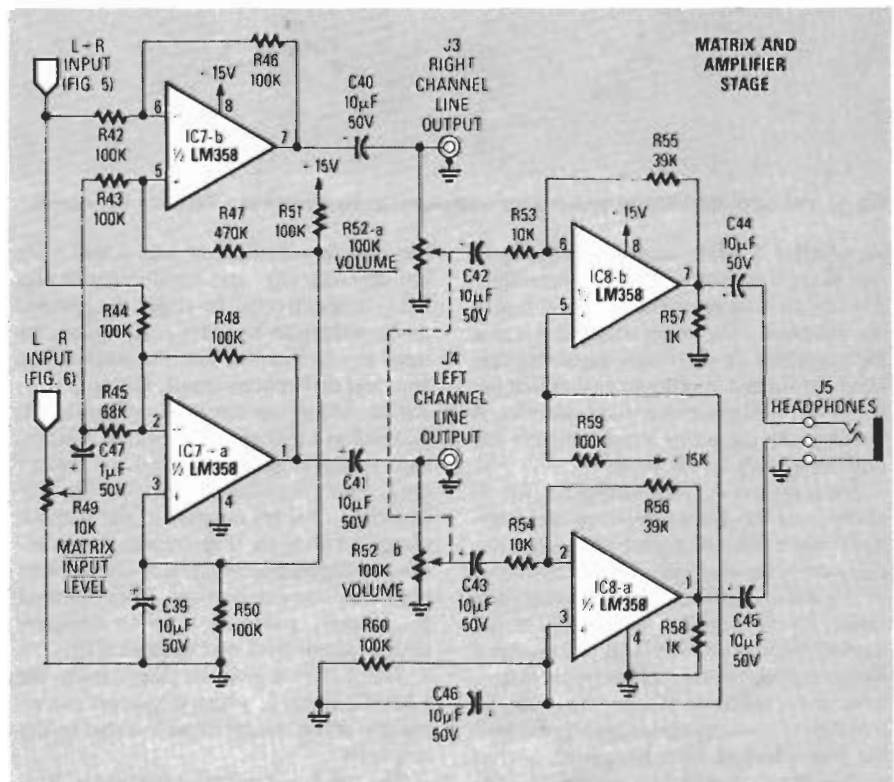 MATRIX AND
AMPLIFIER
STAGE
L+R
INPUT
(FIG. 5)
R46
100K
+15V
8
6
R42
100K
IC7-b
½ LM358
7
5
R43
100K
R47
470K
C40
10µF
50V
J3
RIGHT
CHANNEL
LINE
OUTPUT
+15V
R51
100K
R52-a
100K
VOLUME
C42
10µF
50V
R53
10K
R55
39K
-15V
8
6
IC8-b
½ LM358
7
5
R57
1K
C44
10µF
50V
J5
HEADPHONES
R44
100K
R48
100K
L R
INPUT
(FIG. 6)
R45
68K
C47
1µF
50V
R49
10K
MATRIX
INPUT
LEVEL
2
IC7-a
½ LM358
1
3
4
C41
10µF
50V
J4
LEFT
CHANNEL
LINE
OUTPUT
R52 b
100K
VOLUME
C43
10µF
50V
R54
10K
R59
100K
+15K
R56
39K
2
IC8-a
½ LM358
1
3
4
R58
1K
C45
10µF
50V
C39
10µF
50V
R50
100K
R60
100K
C46
10µF
50V